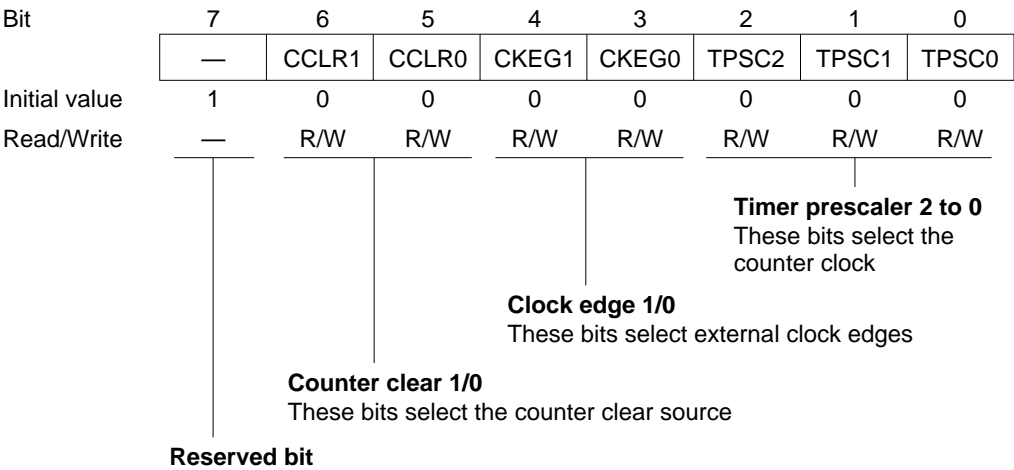 Bit 7 6 5 4 3 2 1 0
— CCLR1 CCLR0 CKEG1 CKEG0 TPSC2 TPSC1 TPSC0
Initial value 1 0 0 0 0 0 0 0
Read/Write — R/W R/W R/W R/W R/W R/W R/W
Timer prescaler 2 to 0
These bits select the
counter clock
Clock edge 1/0
These bits select external clock edges
Counter clear 1/0
These bits select the counter clear source
Reserved bit